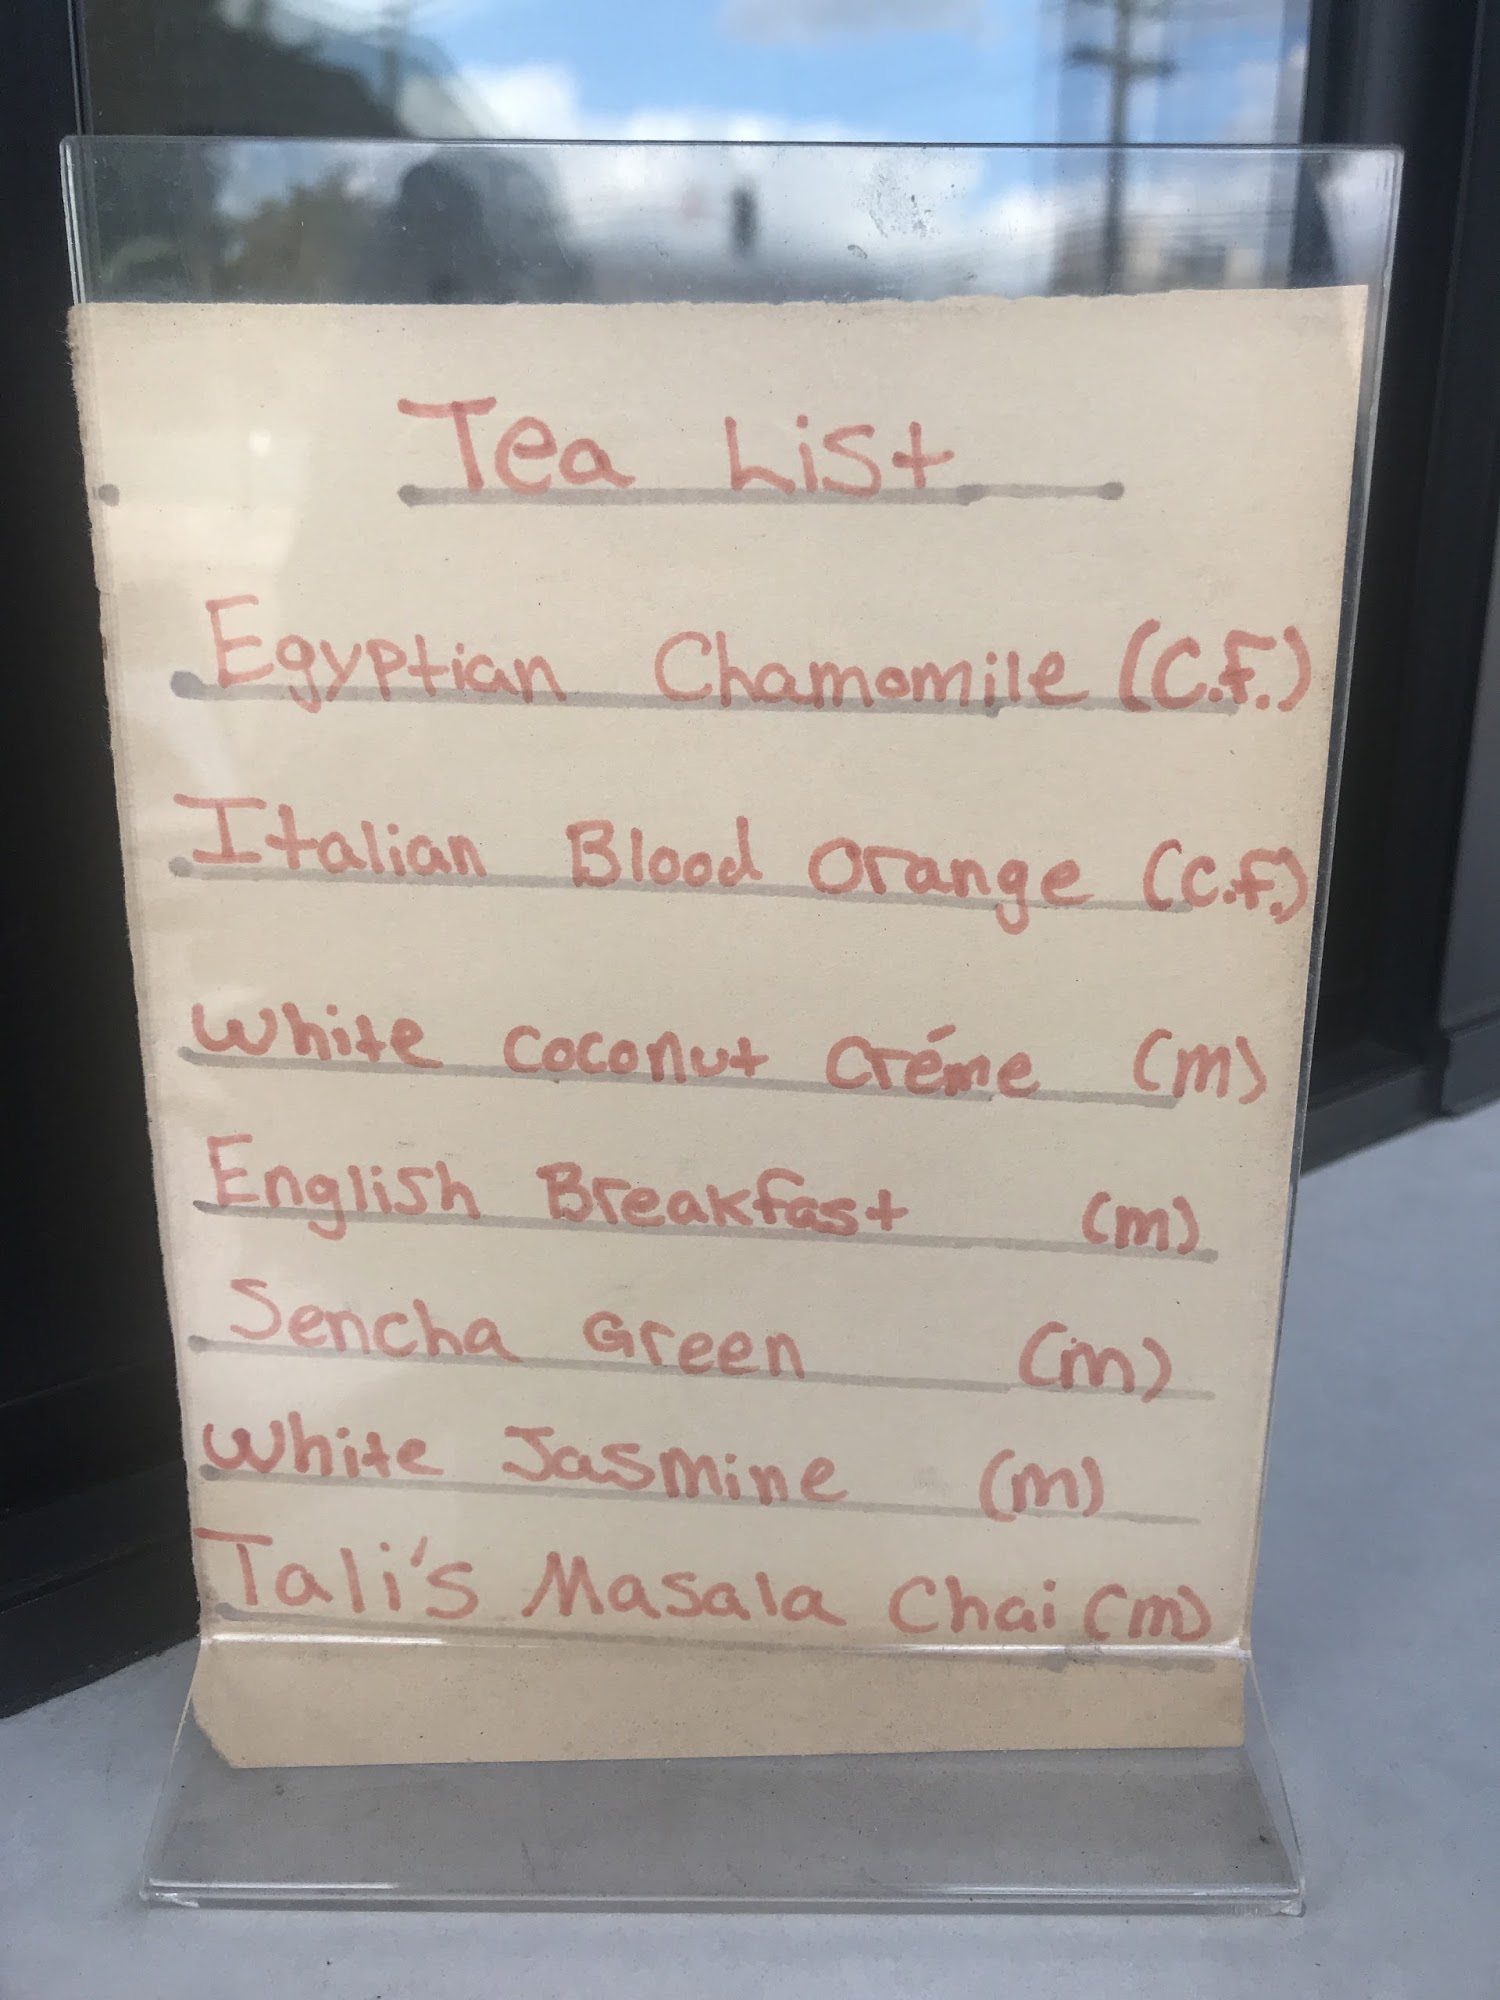 Tea List
Egyptian Chamomile (C.F.)
Italian Blood Orange (C.F.)
White Coconut Créme (m)
English Breakfast (m)
Sencha Green (m)
White Jasmine (m)
Tali's Masala Chai (m)